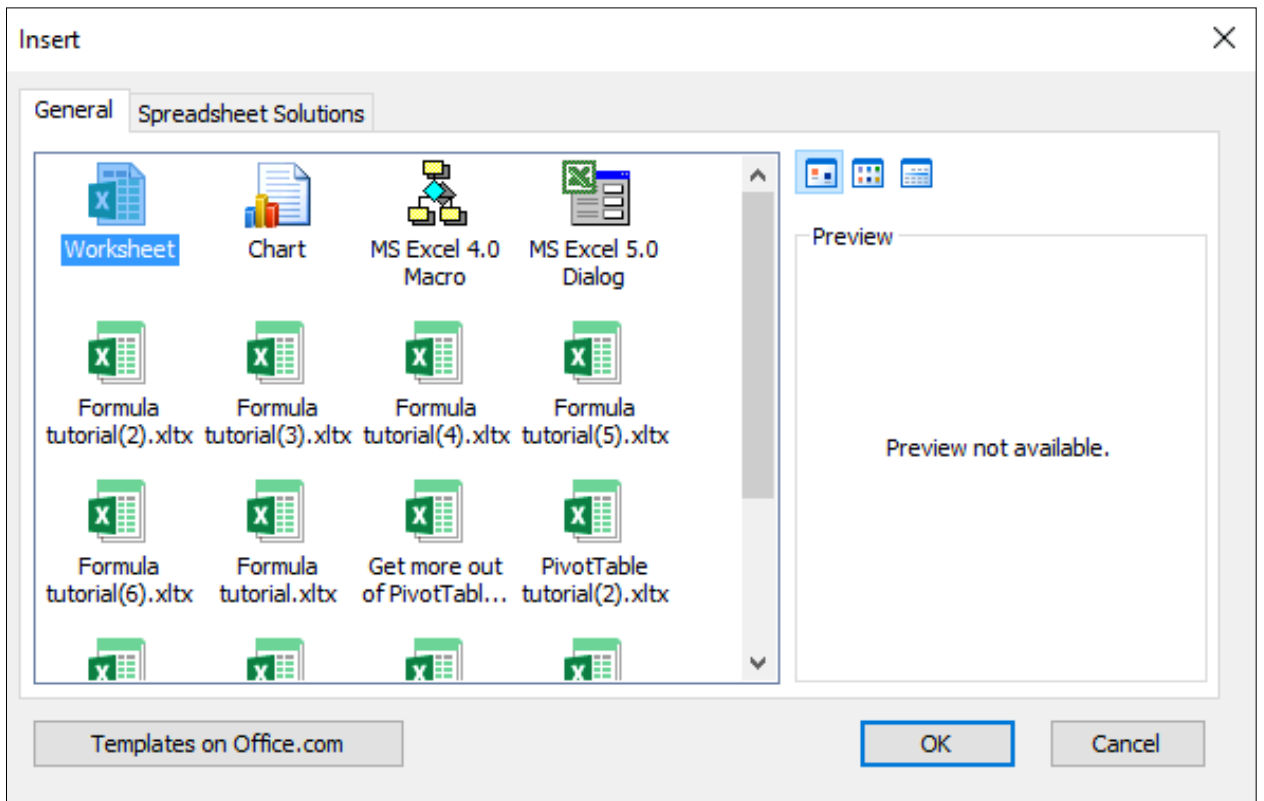 Insert
General Spreadsheet Solutions
Worksheet Chart MS Excel 4.0 MS Excel 5.0
Macro Dialog
Preview
Formula Formula Formula Formula
tutorial(2).xltx tutorial(3).xltx tutorial(4).xltx tutorial(5).xltx
Preview not available.
Formula Formula Get more out PivotTable
tutorial(6).xltx tutorial.xltx of PivotTabl... tutorial(2).xltx
Templates on Office.com OK Cancel